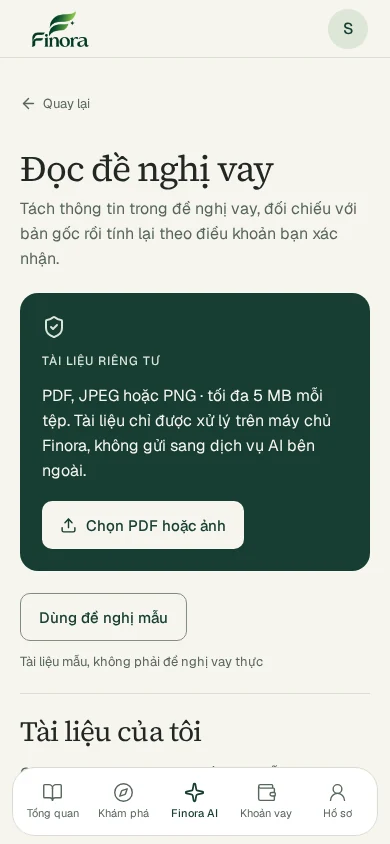 Finora
S
Quay lại
Đọc đề nghị vay
Tách thông tin trong đề nghị vay, đối chiếu với
bản gốc rồi tính lại theo điều khoản bạn xác
nhận.
TÀI LIỆU RIÊNG TƯ
PDF, JPEG hoặc PNG · tối đa 5 MB mỗi
tệp. Tài liệu chỉ được xử lý trên máy chủ
Finora, không gửi sang dịch vụ AI bên
ngoài.
Chọn PDF hoặc ảnh
Dùng đề nghị mẫu
Tài liệu mẫu, không phải đề nghị vay thực
Tài liệu của tôi
Tổng quan
Khám phá
Finora AI
Khoản vay
Hồ sơ